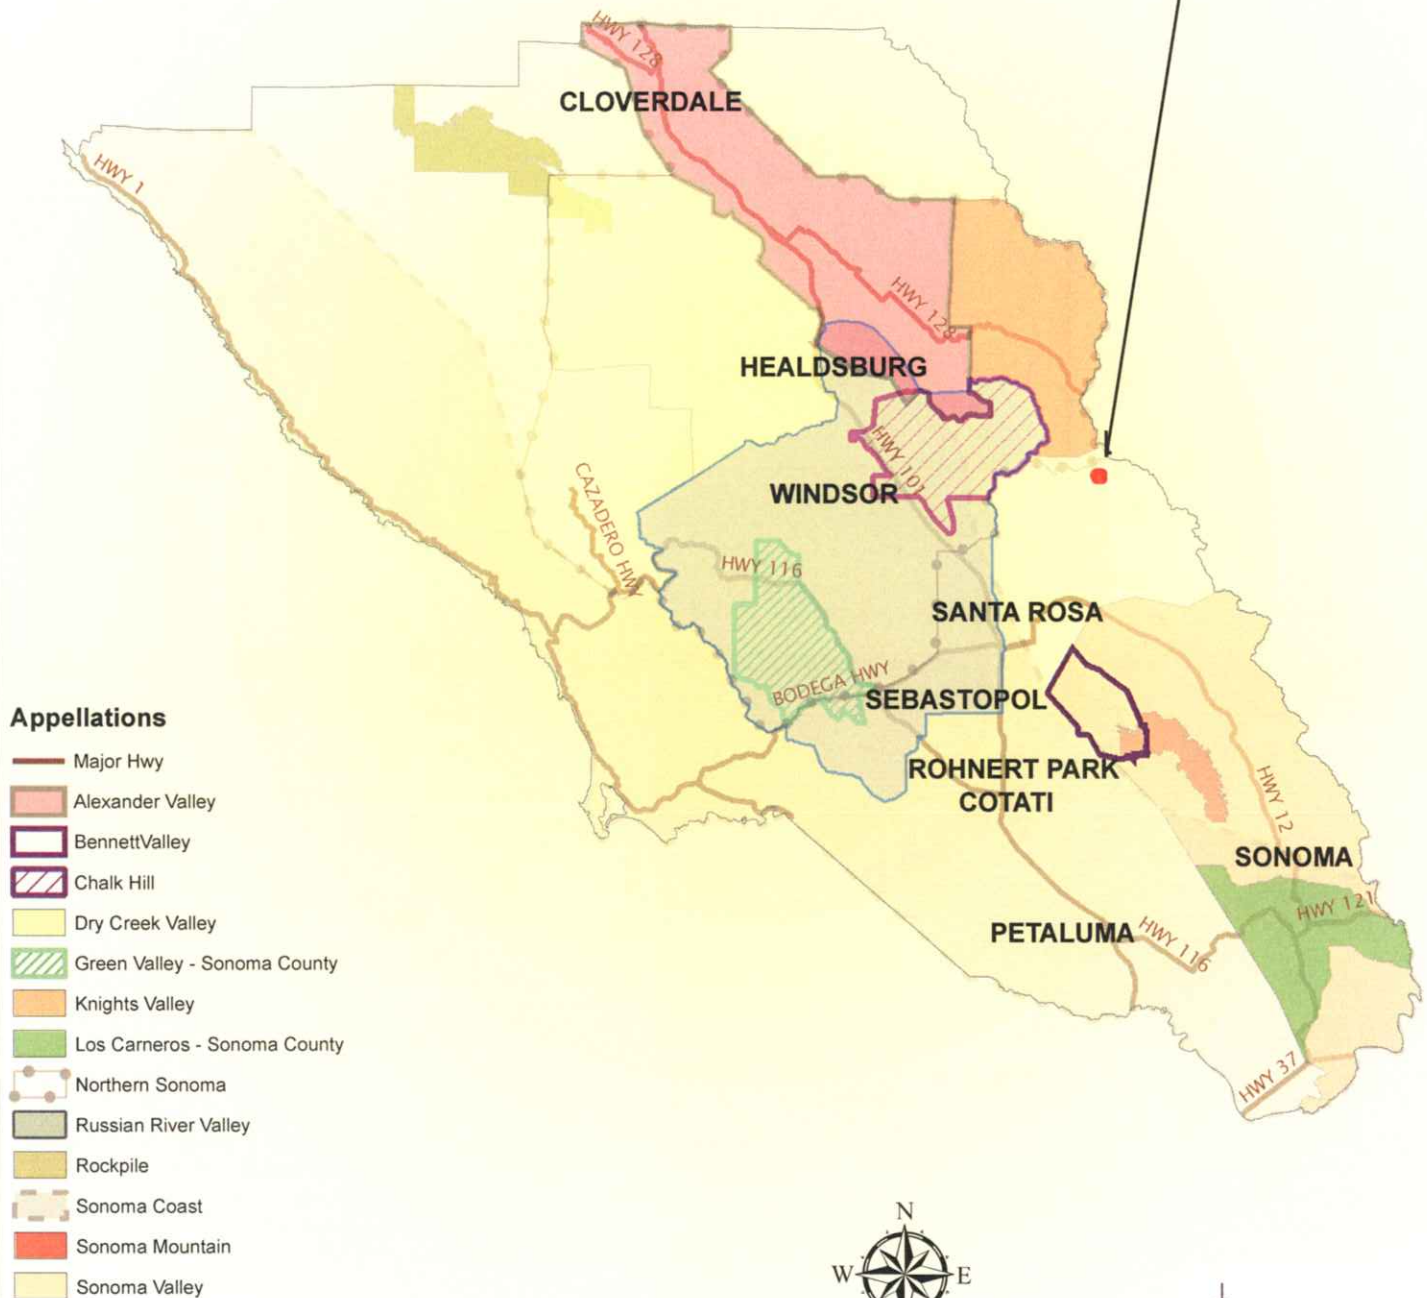 HWY 128
CLOVERDALE
HWY 1
HWY 128
HEALDSBURG
HWY 101
CAZADERO HWY
WINDSOR
HWY 116
SANTA ROSA
BODEGA HWY
SEBASTOPOL
ROHNERT PARK
COTATI
HWY 12
SONOMA
HWY 121
PETALUMA
HWY 116
HWY 37
Appellations
Major Hwy
Alexander Valley
BennettValley
Chalk Hill
Dry Creek Valley
Green Valley - Sonoma County
Knights Valley
Los Carneros - Sonoma County
Northern Sonoma
Russian River Valley
Rockpile
Sonoma Coast
Sonoma Mountain
Sonoma Valley
N
W E